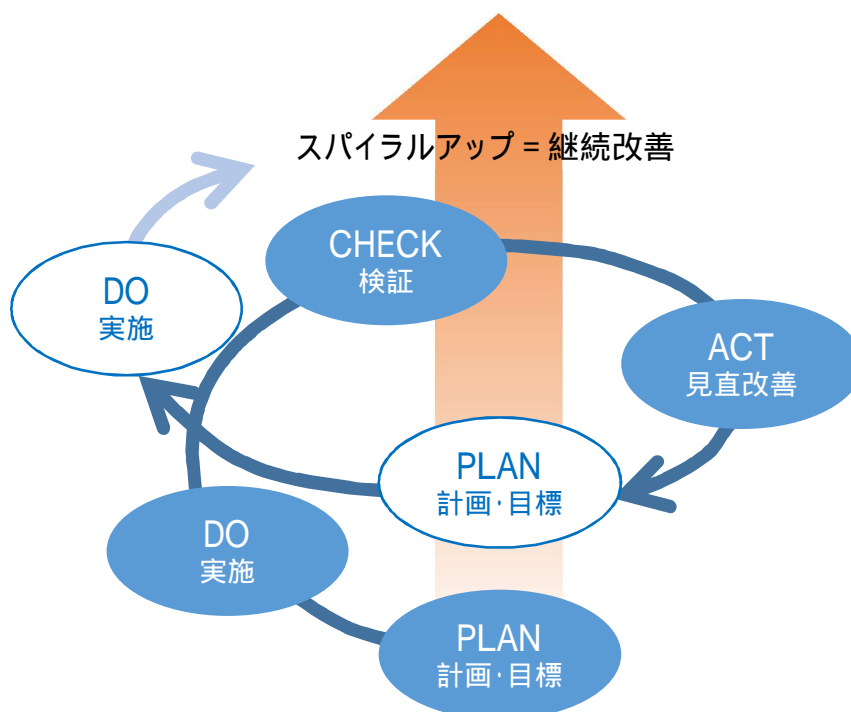 スパイラルアップ = 継続改善
CHECK
検証
DO
実施
ACT
見直改善
PLAN
計画・目標
DO
実施
PLAN
計画・目標